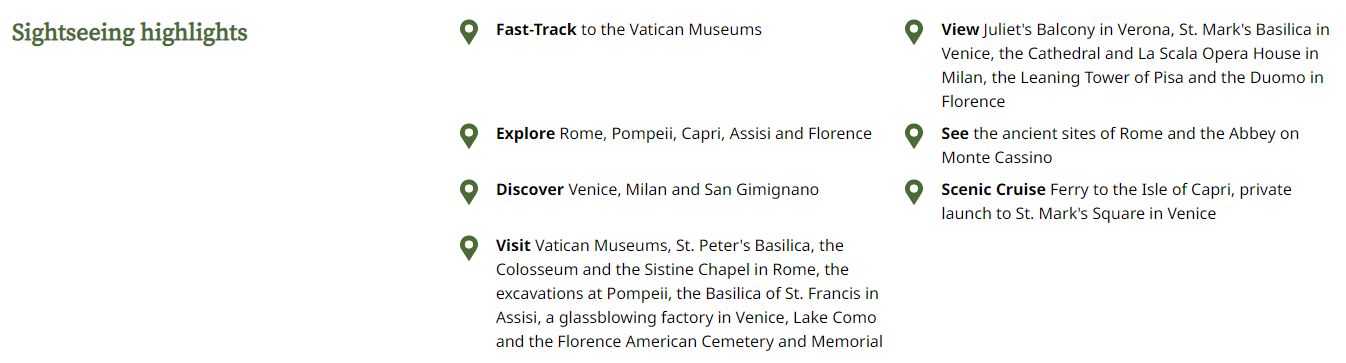 Sightseeing highlights
Fast-Track to the Vatican Museums
Explore Rome, Pompeii, Capri, Assisi and Florence
Discover Venice, Milan and San Gimignano
Visit Vatican Museums, St. Peter's Basilica, the
Colosseum and the Sistine Chapel in Rome, the
excavations at Pompeii, the Basilica of St. Francis in
Assisi, a glassblowing factory in Venice, Lake Como
and the Florence American Cemetery and Memorial
View Juliet's Balcony in Verona, St. Mark's Basilica in
Venice, the Cathedral and La Scala Opera House in
Milan, the Leaning Tower of Pisa and the Duomo in
Florence
See the ancient sites of Rome and the Abbey on
Monte Cassino
Scenic Cruise Ferry to the Isle of Capri, private
launch to St. Mark's Square in Venice